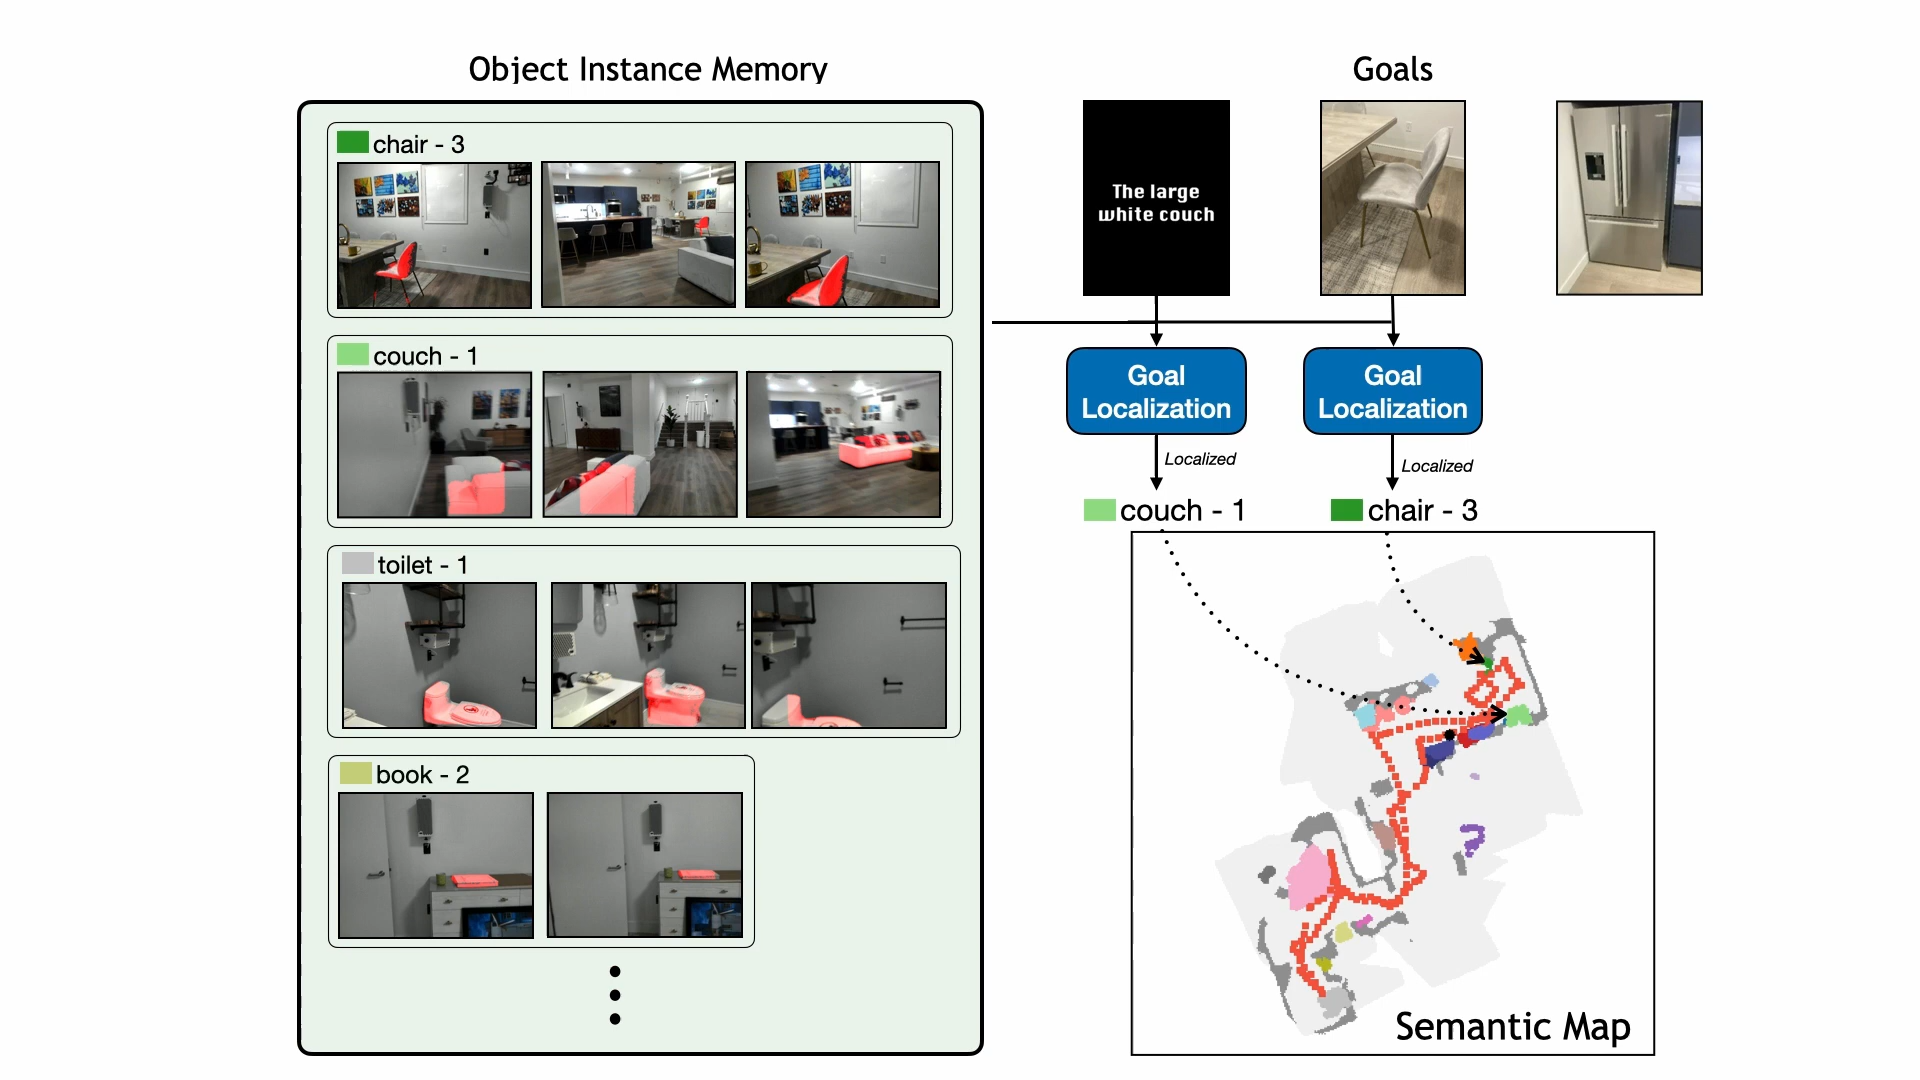 Object Instance Memory
Goals
chair - 3
couch - 1
toilet - 1
book - 2
The large
white couch
Goal
Localization
Goal
Localization
Localized
Localized
couch - 1
chair - 3
Semantic Map